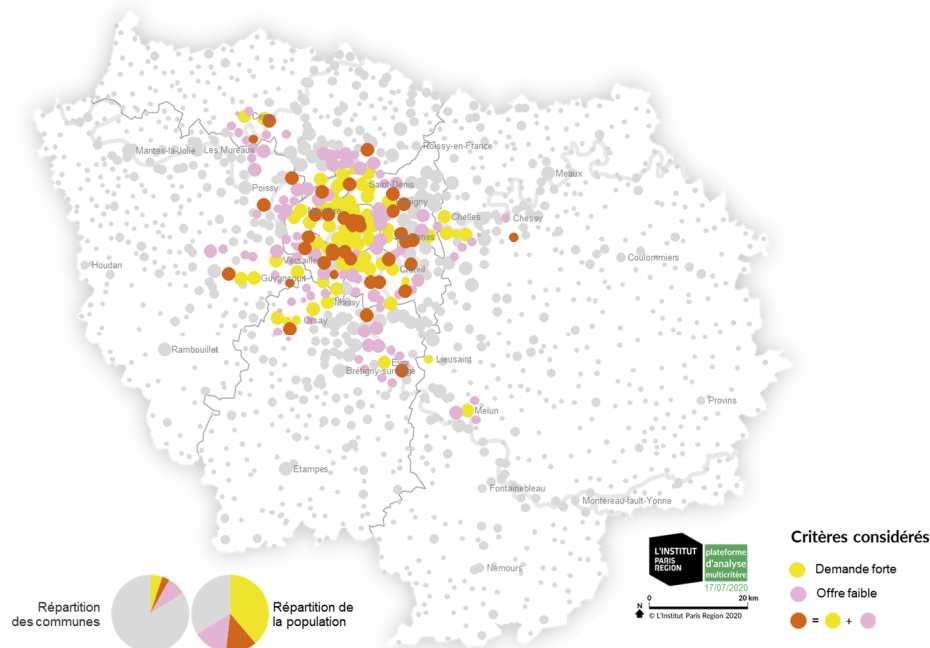 Cergy
Mantes-la-Jolie
Les Mureaux
Roissy-en-France
Meaux
Poissy
Saint-Denis
Bobigny
Chelles
Chessy
Houdan
Versailles
Coulommiers
Guyancourt
Créteil
Massy
Orsay
Rambouillet
Evry
Lieusaint
Brétigny-sur-Orge
Provins
Melun
Etampes
Fontainebleau
Montereau-fault-Yonne
Nemours
L'INSTITUT
PARIS
REGION
plateforme
d'analyse
multicritère
17/07/2020
0 20 km
N
© L'Institut Paris Region 2020
Critères considérés
Demande forte
Offre faible
= +
Répartition
des communes
Répartition de
la population